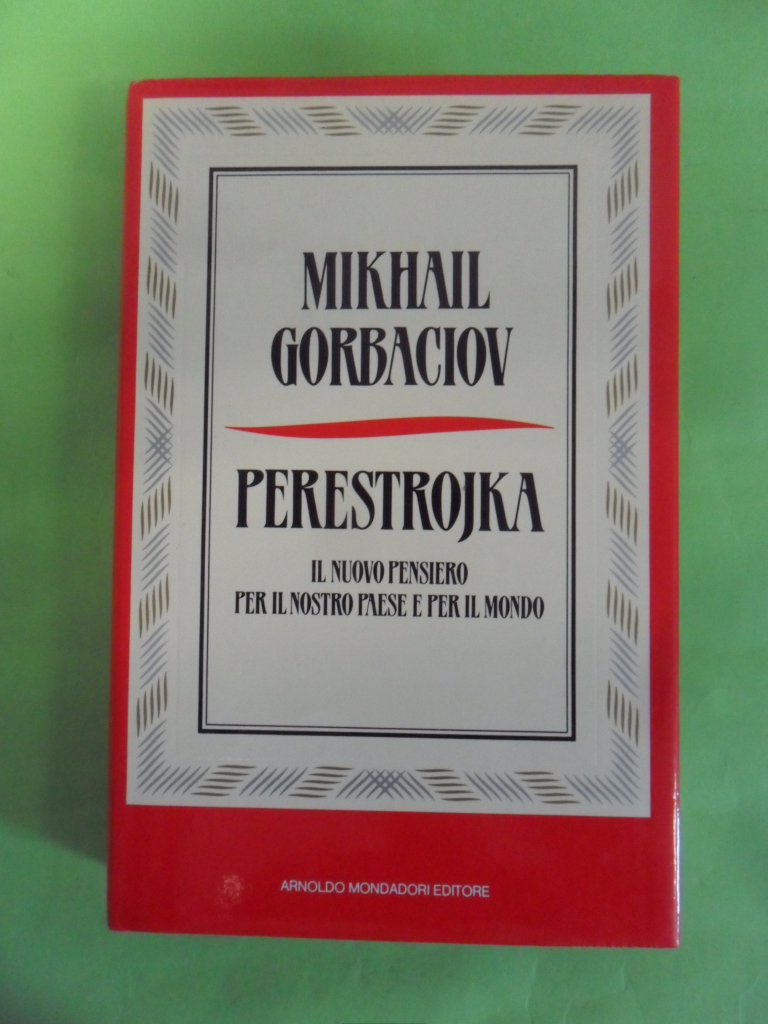 MIKHAIL
GORBACIOV
PERESTROJKA
IL NUOVO PENSIERO
PER IL NOSTRO PAESE E PER IL MONDO
ARNOLDO MONDADORI EDITORE